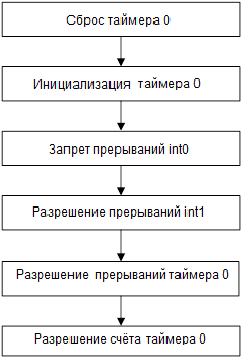 Сброс таймера 0
Инициализация таймера 0
Запрет прерываний int0
Разрешение прерываний int1
Разрешение прерываний таймера 0
Разрешение счёта таймера 0